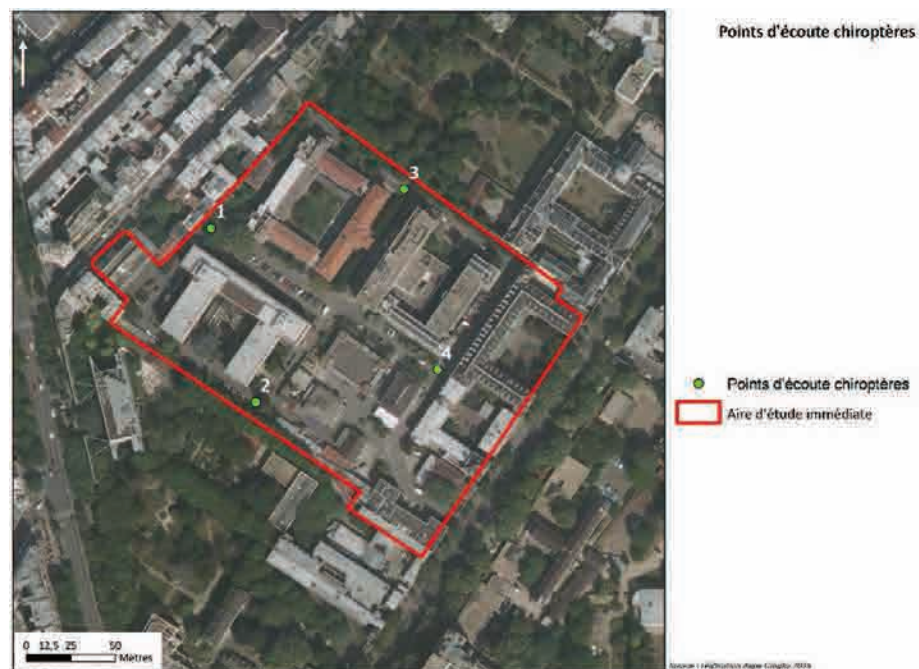 Points d'écoute chiroptères
N
3
1
4
2
Points d'écoute chiroptères
Aire d'étude immédiate
0 12,5 25 50
Mètres